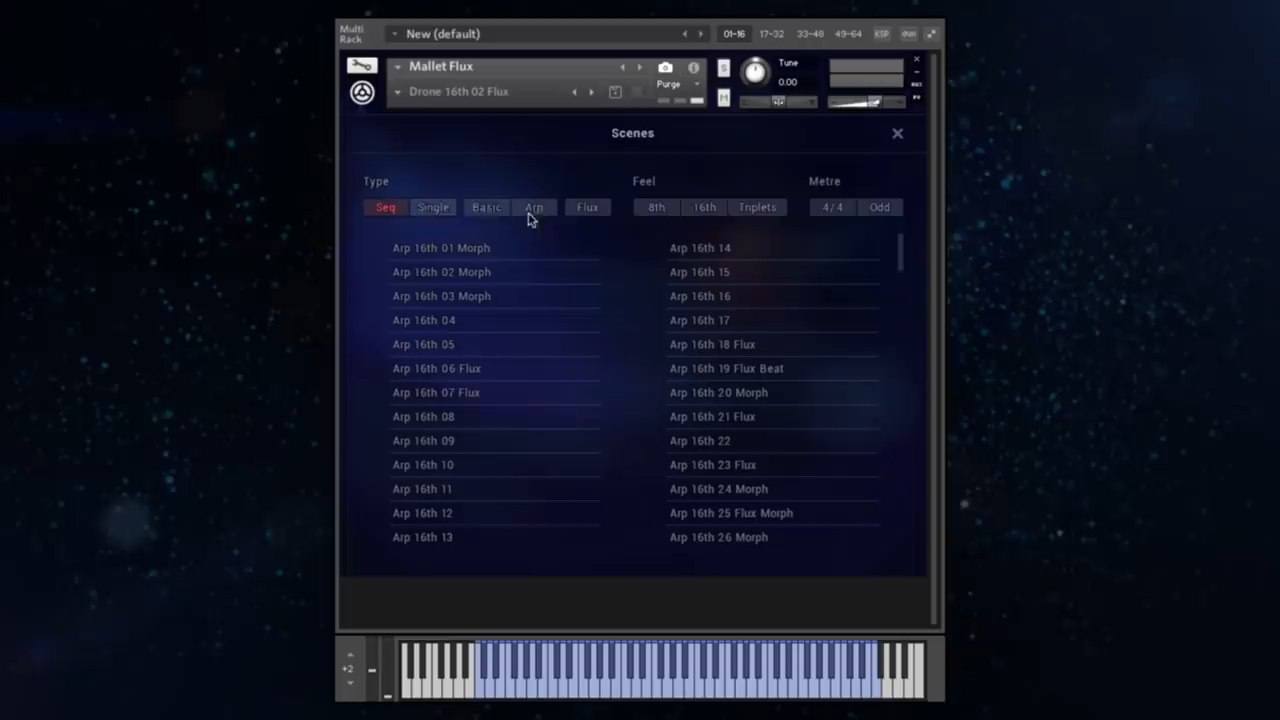 Multi Rack
New (default)
01-16 17-32 33-48 49-64 KSP
Mallet Flux
Drone 16th 02 Flux
Purge
S
M
Tune
0.00
Scenes
Type
Feel
Metre
Seq Single Basic Arp Flux
8th 16th Triplets
4/4 Odd
Arp 16th 01 Morph
Arp 16th 02 Morph
Arp 16th 03 Morph
Arp 16th 04
Arp 16th 05
Arp 16th 06 Flux
Arp 16th 07 Flux
Arp 16th 08
Arp 16th 09
Arp 16th 10
Arp 16th 11
Arp 16th 12
Arp 16th 13
Arp 16th 14
Arp 16th 15
Arp 16th 16
Arp 16th 17
Arp 16th 18 Flux
Arp 16th 19 Flux Beat
Arp 16th 20 Morph
Arp 16th 21 Flux
Arp 16th 22
Arp 16th 23 Flux
Arp 16th 24 Morph
Arp 16th 25 Flux Morph
Arp 16th 26 Morph
+2